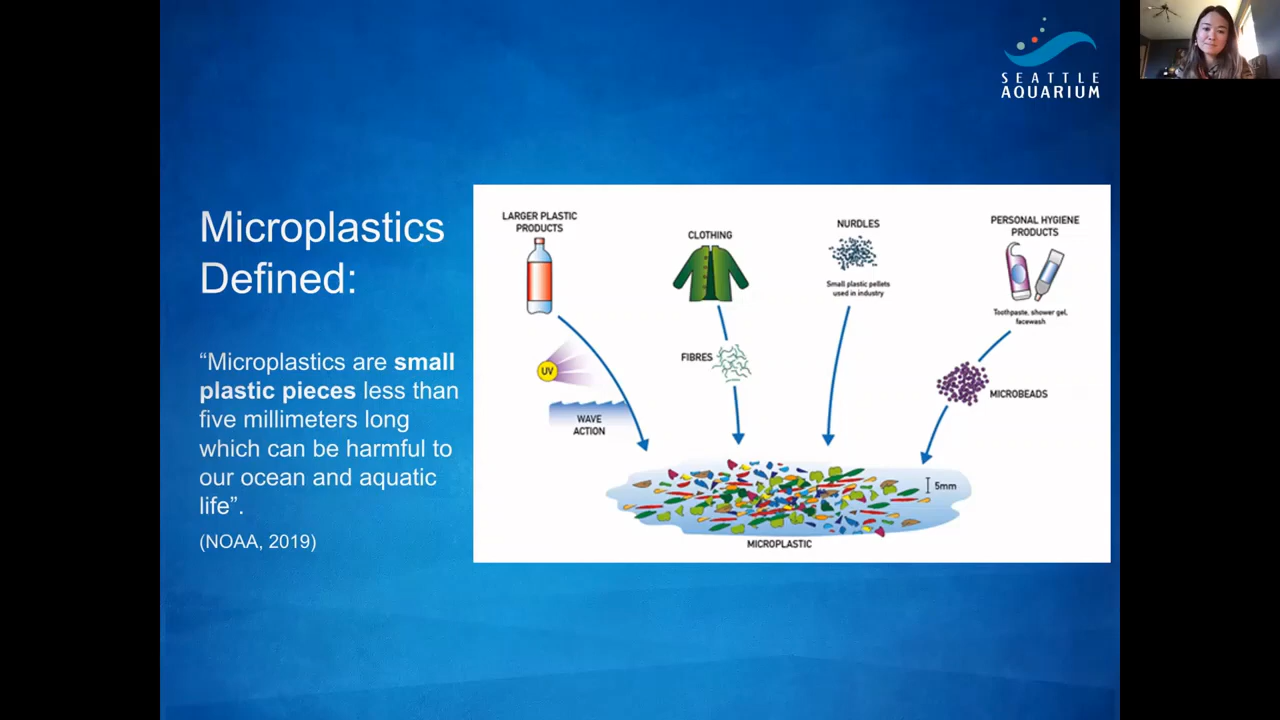 SEATTLE
AQUARIUM
Microplastics
Defined:
“Microplastics are small
plastic pieces less than
five millimeters long
which can be harmful to
our ocean and aquatic
life”.
(NOAA, 2019)
LARGER PLASTIC
PRODUCTS
CLOTHING
NURDLES
Small plastic pellets
used in industry
PERSONAL HYGIENE
PRODUCTS
Toothpaste, shower gel,
facewash
UV
WAVE
ACTION
FIBRES
MICROBEADS
5mm
MICROPLASTIC